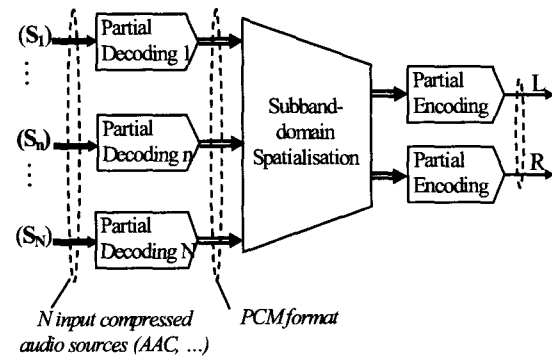 (S1)
Partial
Decoding 1
⋮
(Sn)
Partial
Decoding n
⋮
(SN)
Partial
Decoding N
Subband-
domain
Spatialisation
Partial
Encoding
L
Partial
Encoding
R
N input compressed
audio sources (AAC, ...)
PCM format